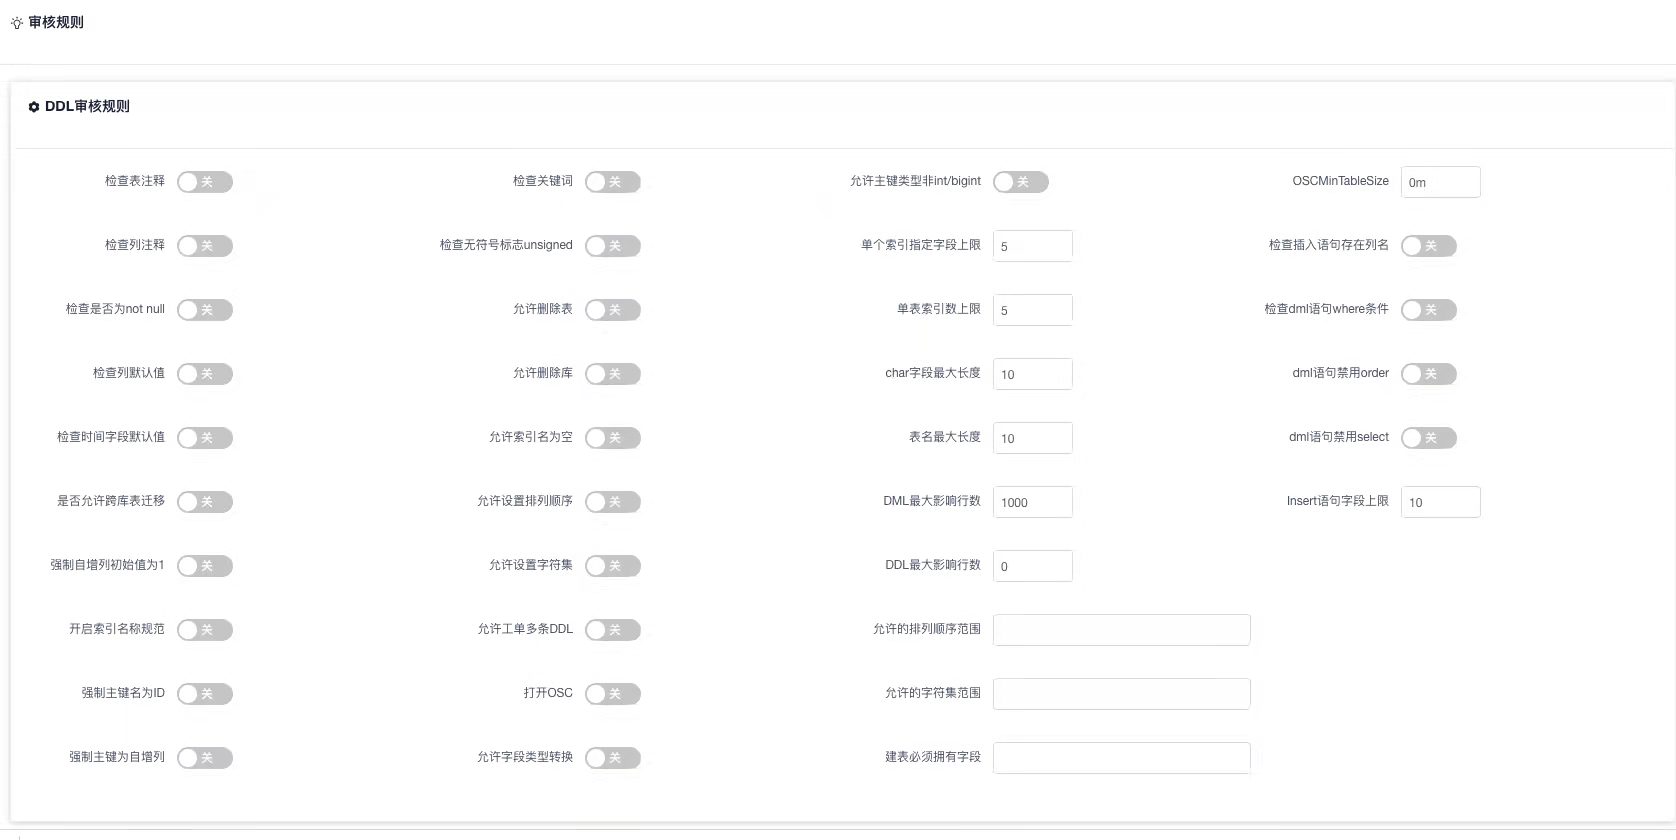 审核规则
DDL审核规则
检查表注释 关 检查关键词 关 允许主键类型非int/bigint 关 OSCMinTableSize 0m
检查列注释 关 检查无符号标志unsigned 关 单个索引指定字段上限 5 检查插入语句存在列名 关
检查是否为not null 关 允许删除表 关 单表索引数上限 5 检查dml语句where条件 关
检查列默认值 关 允许删除库 关 char字段最大长度 10 dml语句禁用order 关
检查时间字段默认值 关 允许索引名为空 关 表名最大长度 10 dml语句禁用select 关
是否允许跨库表迁移 关 允许设置排列顺序 关 DML最大影响行数 1000 Insert语句字段上限 10
强制自增列初始值为1 关 允许设置字符集 关 DDL最大影响行数 0
开启索引名称规范 关 允许工单多条DDL 关 允许的排列顺序范围
强制主键名为ID 关 打开OSC 关 允许的字符集范围
强制主键为自增列 关 允许字段类型转换 关 建表必须拥有字段